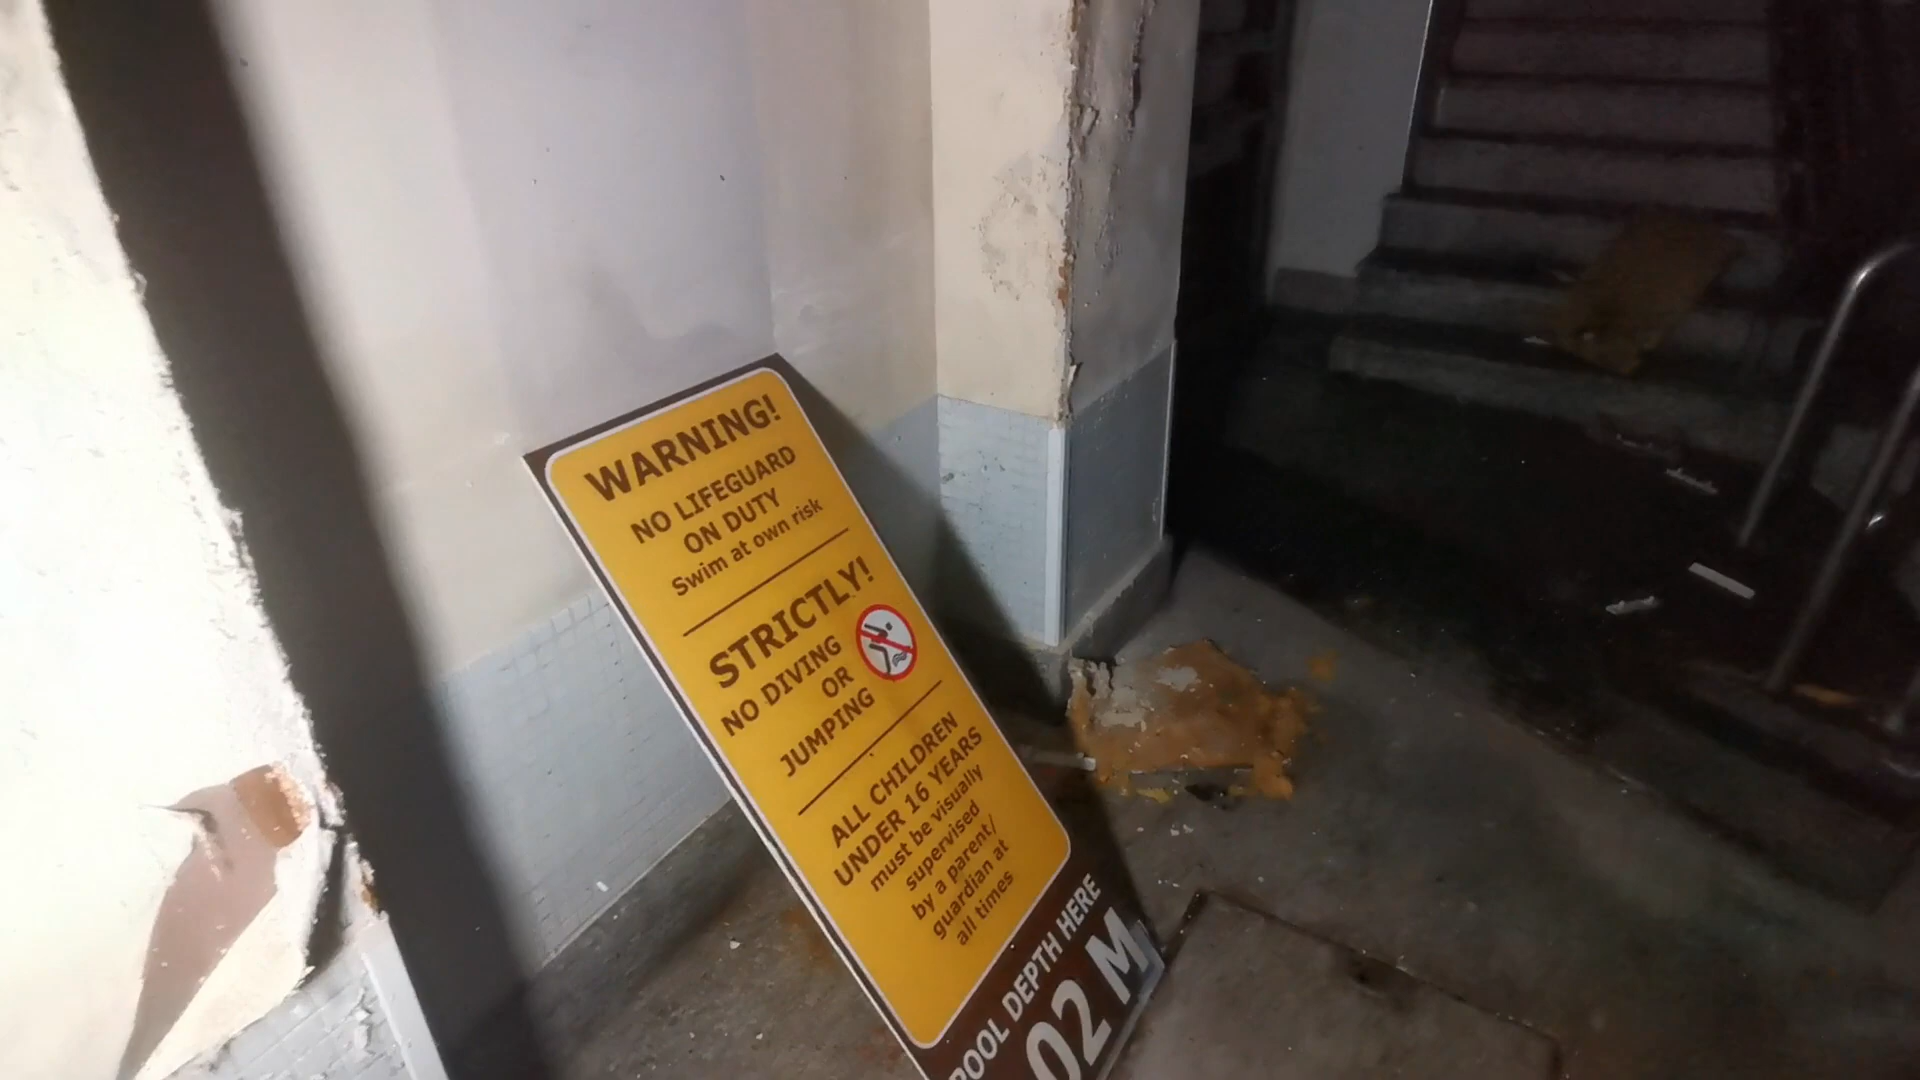 WARNING!
NO LIFEGUARD
ON DUTY
Swim at own risk
STRICTLY!
NO DIVING
OR
JUMPING
ALL CHILDREN
UNDER 16 YEARS
must be visually
supervised
by a parent/
guardian at
all times
POOL DEPTH HERE
02 M